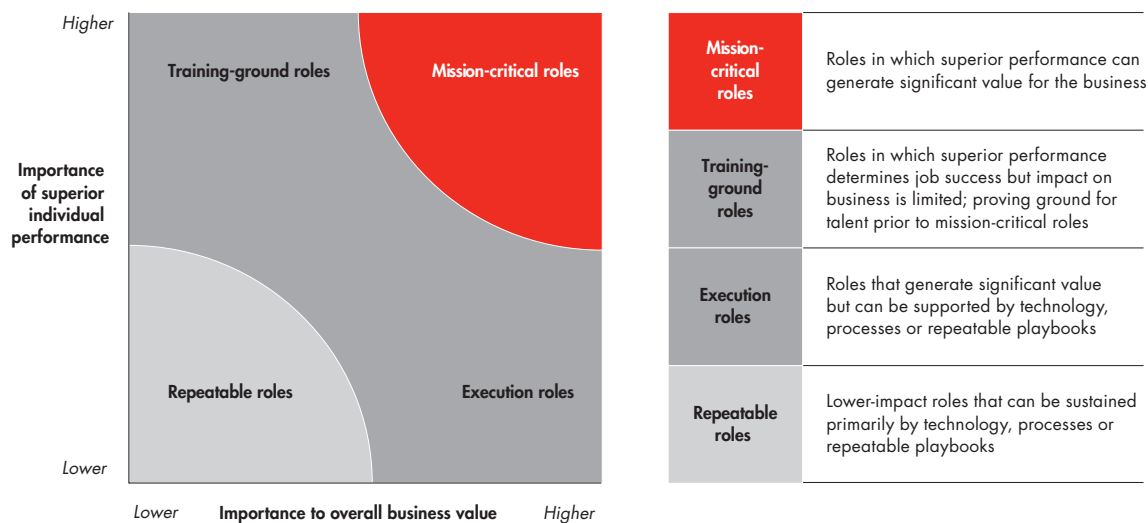 Higher
Training-ground roles
Mission-critical roles
Importance
of superior
individual
performance
Repeatable roles
Execution roles
Lower
Lower
Importance to overall business value
Higher
Mission-
critical
roles
Roles in which superior performance can
generate significant value for the business
Training-
ground
roles
Roles in which superior performance
determines job success but impact on
business is limited; proving ground for
talent prior to mission-critical roles
Execution
roles
Roles that generate significant value
but can be supported by technology,
processes or repeatable playbooks
Repeatable
roles
Lower-impact roles that can be sustained
primarily by technology, processes or
repeatable playbooks